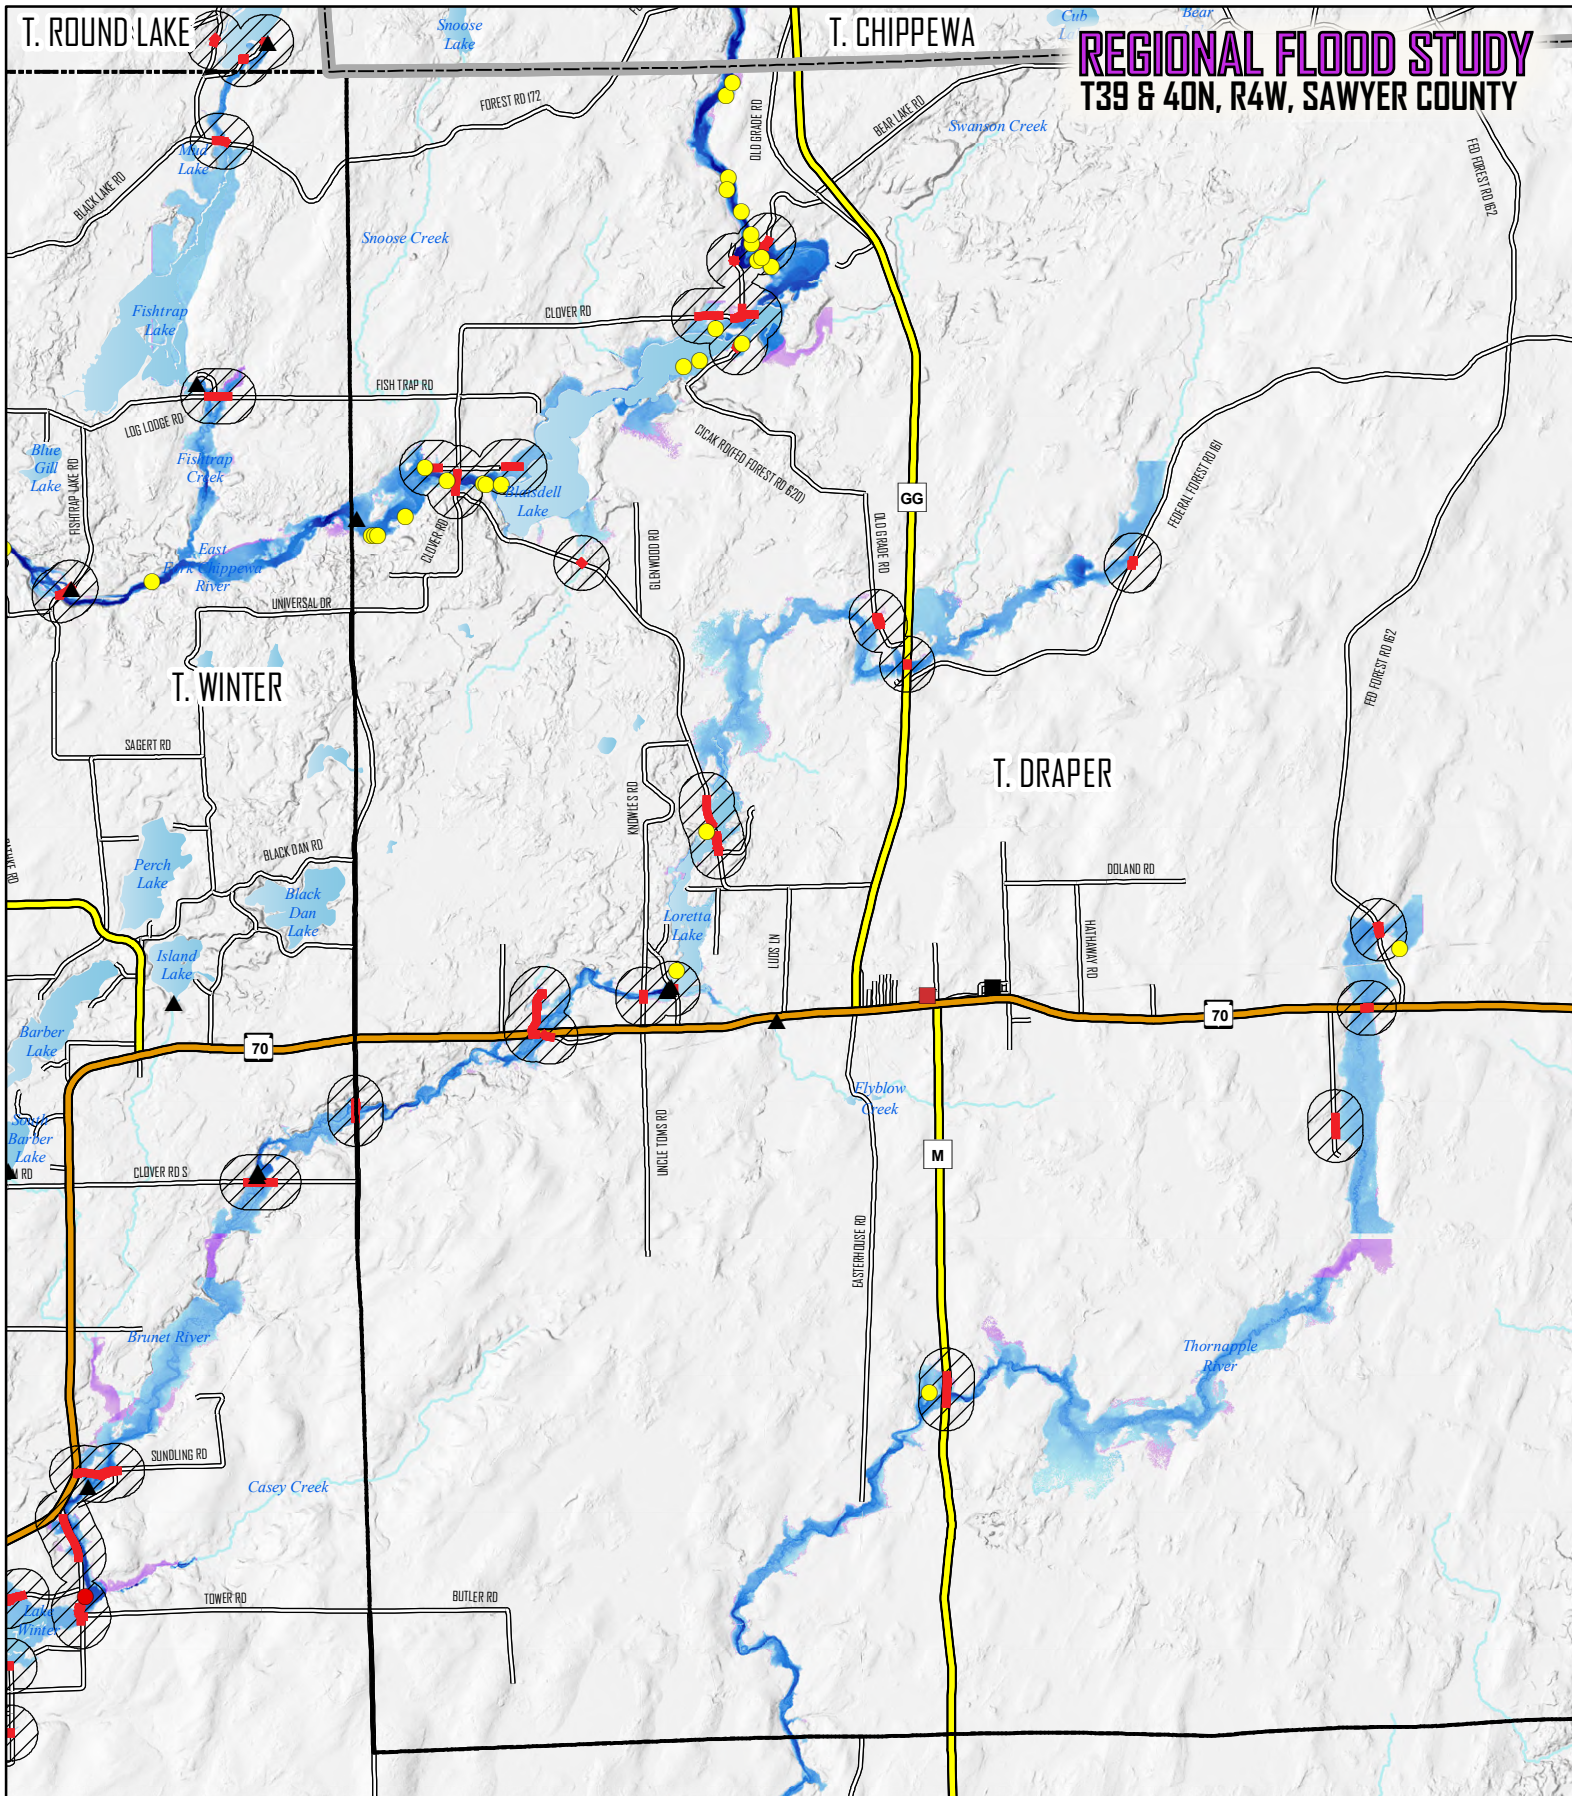 T. ROUND LAKE
Snoose
Lake
T. CHIPPEWA
Cub
Bear
REGIONAL FLOOD STUDY
T39 & 40N, R4W, SAWYER COUNTY
FOREST RD 172
OLD GRADE RD
BEAR LAKE RD
Swanson Creek
FED FOREST RD 162
Mud
Lake
BLACK LAKE RD
Snoose Creek
Fishtrap
Lake
CLOVER RD
FISH TRAP RD
LOG LODGE RD
Blue
Gill
Lake
FISHTRAP LAKE RD
Fishtrap
Creek
CICAK RD(FED FOREST RD 620)
FEDERAL FOREST RD 161
GG
Blaisdell
Lake
OLD GRADE RD
CLOVER RD
GLENWOOD RD
East
Fork Chippewa
River
UNIVERSAL DR
T. WINTER
FED FOREST RD 162
SAGERT RD
T. DRAPER
KNOWLES RD
BLACK DAN RD
Perch
Lake
Black
Dan
Lake
DOLAND RD
Loretta
Lake
LUDS LN
HATHAWAY RD
Island
Lake
Barber
Lake
70
70
Flyblow
Creek
South
Barber
Lake
M RD
CLOVER RD S
UNCLE TOMS RD
M
EASTERHOUSE RD
Brunet River
Thornapple
River
SUNDLING RD
Casey Creek
TOWER RD
BUTLER RD
Lake
Winter